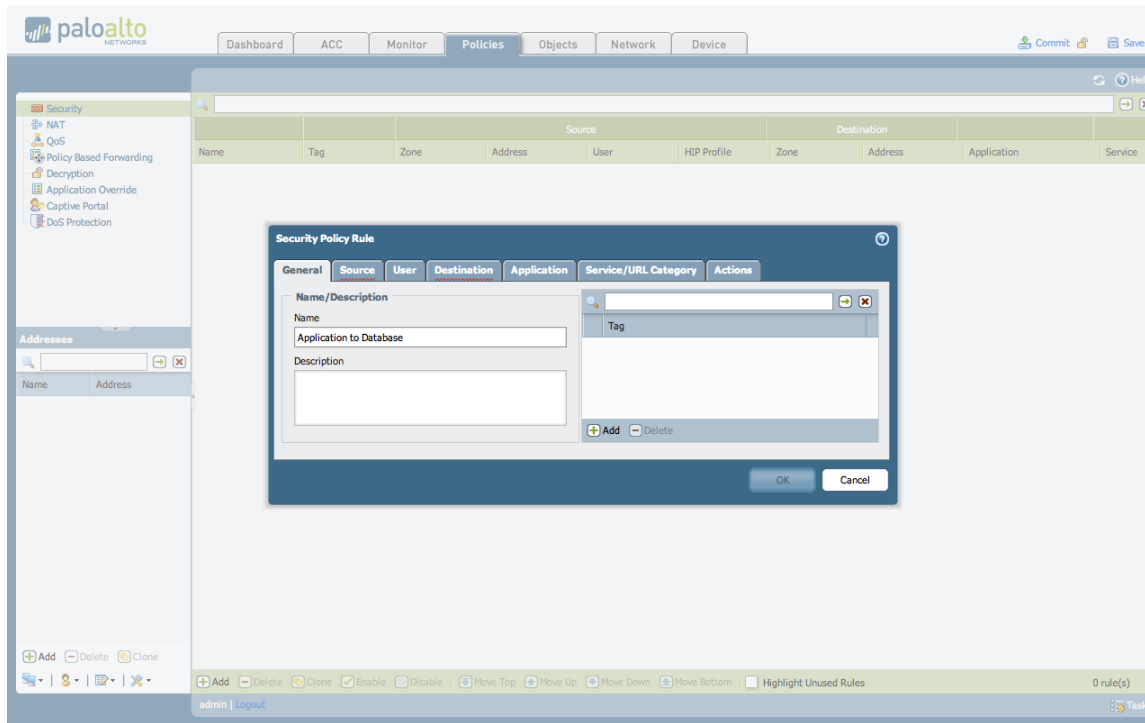 paloalto
NETWORKS
Dashboard ACC Monitor Policies Objects Network Device
Commit Save
Hel
Security
NAT
QoS
Policy Based Forwarding
Decryption
Application Override
Captive Portal
DoS Protection
Source Destination
Name Tag Zone Address User HIP Profile Zone Address Application Service
Security Policy Rule
General Source User Destination Application Service/URL Category Actions
Name/Description
Name
Application to Database
Description
Tag
Add Delete
OK Cancel
Addresses
Name Address
Add Delete Clone
Add Delete Clone Enable Disable Move Top Move Up Move Down Move Bottom Highlight Unused Rules 0 rule(s)
admin | Logout
Task